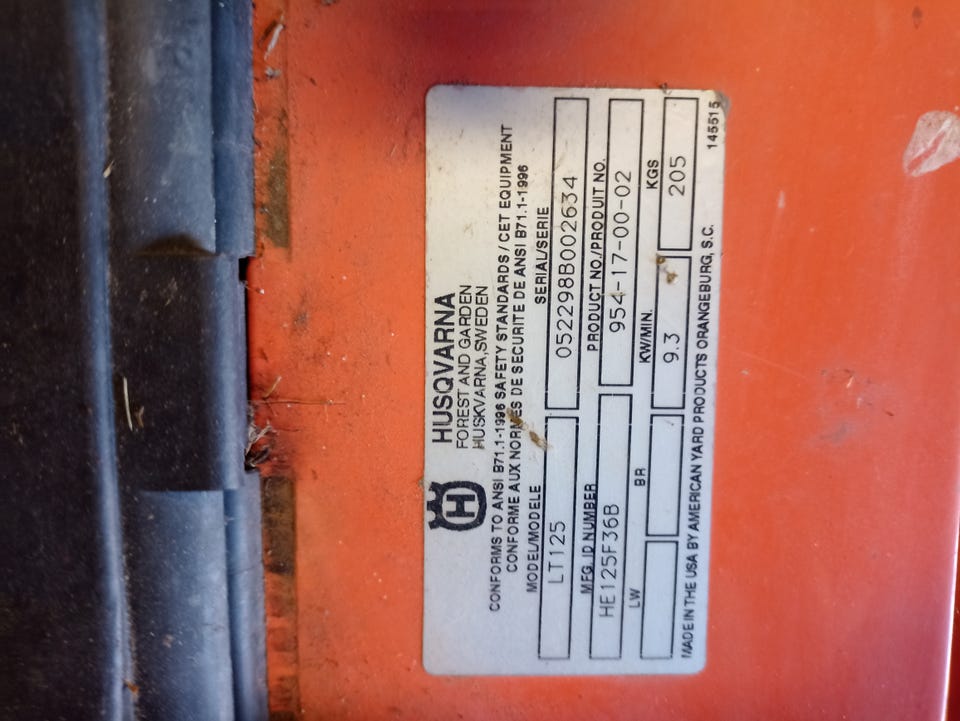 HUSQVARNA
FOREST AND GARDEN
HUSKVARNA, SWEDEN
H
CONFORMS TO ANSI B71.1-1996 SAFETY STANDARDS / CET EQUIPMENT
CONFORME AUX NORMES DE SECURITE DE ANSI B71.1-1996
MODEL/MODELE SERIAL/SERIE
LT125 052298B002634
MFG. ID NUMBER PRODUCT NO./PRODUIT NO.
HE125F36B 954-17-00-02
LW BR KW/MIN. KGS
9.3 205
MADE IN THE USA BY AMERICAN YARD PRODUCTS ORANGEBURG, S.C. 145515